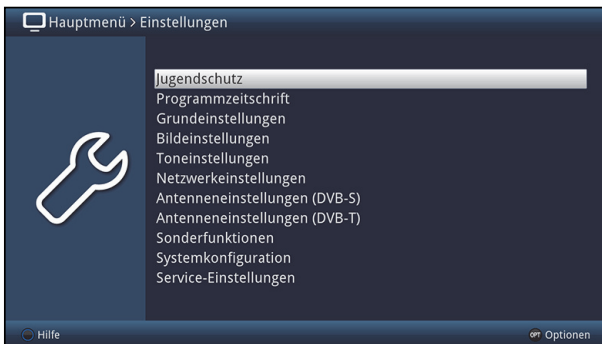 Hauptmenü > Einstellungen
Jugendschutz
Programmzeitschrift
Grundeinstellungen
Bildeinstellungen
Toneinstellungen
Netzwerkeinstellungen
Antenneneinstellungen (DVB-S)
Antenneneinstellungen (DVB-T)
Sonderfunktionen
Systemkonfiguration
Service-Einstellungen
Hilfe OPT Optionen